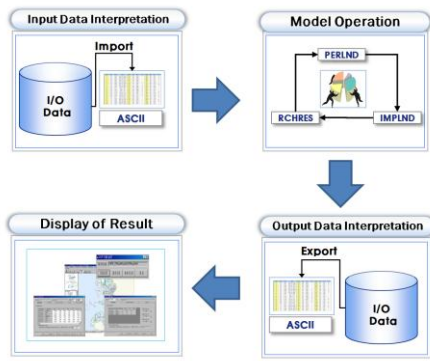 Input Data Interpretation
Import
I/O
Data
ASCII
Model Operation
PERLND
RCHRES
IMPLND
Output Data Interpretation
Export
ASCII
I/O
Data
Display of Result